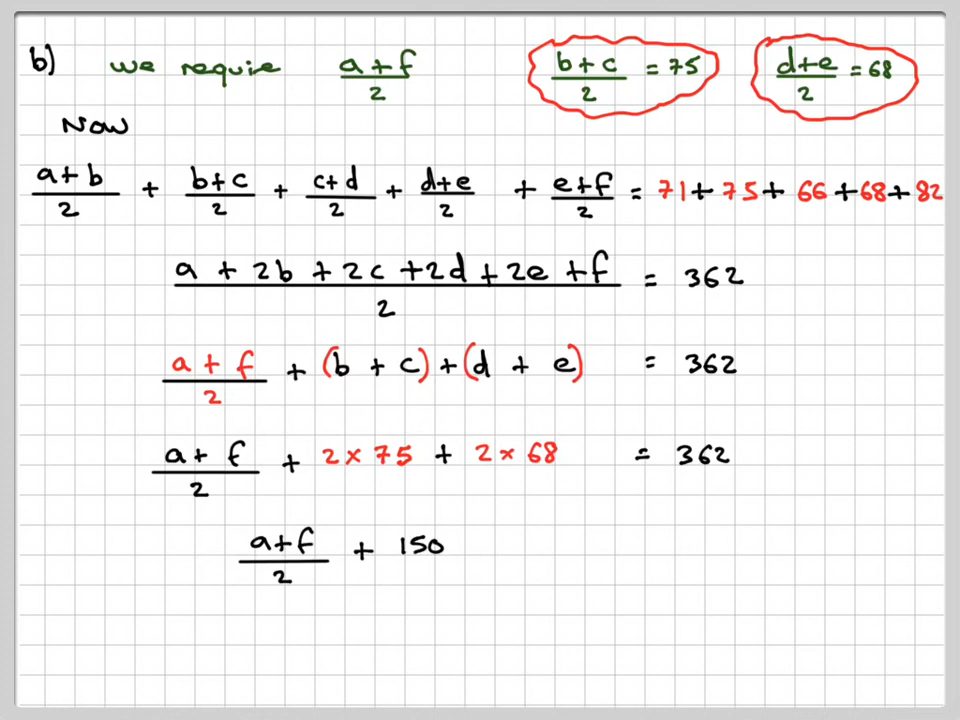 b) we require a+f/2 b+c/2 = 75 d+e/2 = 68
Now
a+b/2 + b+c/2 + c+d/2 + d+e/2 + e+f/2 = 71+75+66+68+82
a + 2b + 2c + 2d + 2e + f/2 = 362
a + f/2 + (b + c) + (d + e) = 362
a + f/2 + 2 × 75 + 2 × 68 = 362
a+f/2 + 150